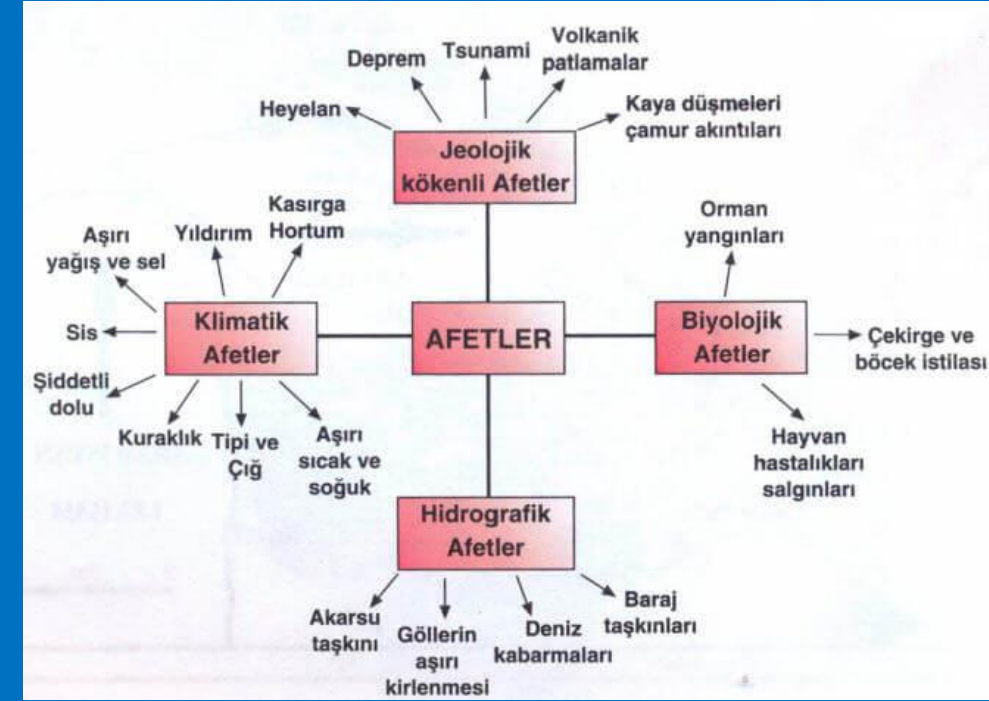 Heyelan
Deprem
Tsunami
Volkanik
patlamalar
Kaya düşmeleri
çamur akıntıları
Jeolojik
kökenli Afetler
Aşırı
yağış ve sel
Yıldırım
Kasırga
Hortum
Sis
Şiddetli
dolu
Kuraklık
Tipi ve
Çığ
Aşırı
sıcak ve
soğuk
Klimatik
Afetler
AFETLER
Orman
yangınları
Biyolojik
Afetler
Çekirge ve
böcek istilası
Hayvan
hastalıkları
salgınları
Hidrografik
Afetler
Akarsu
taşkını
Göllerin
aşırı
kirlenmesi
Deniz
kabarmaları
Baraj
taşkınları